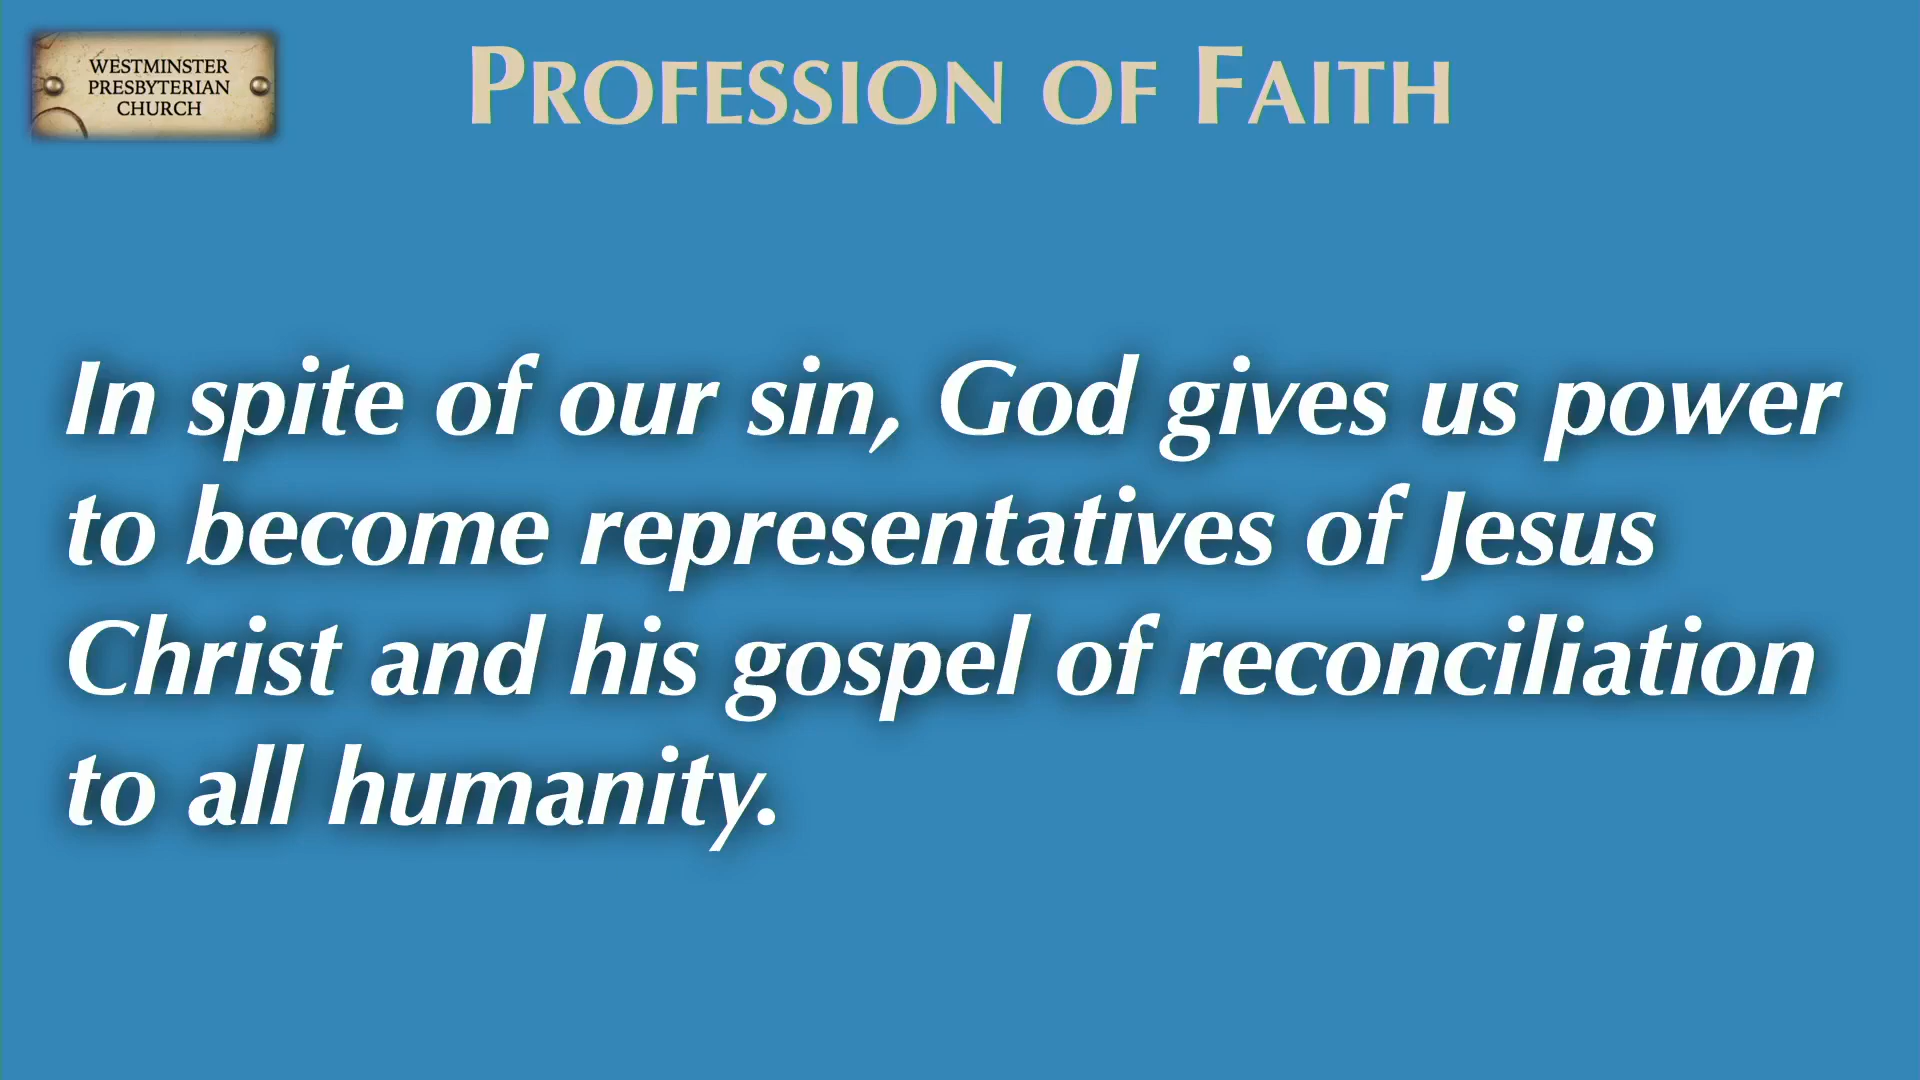 WESTMINSTER
PRESBYTERIAN
CHURCH
PROFESSION OF FAITH
In spite of our sin, God gives us power
to become representatives of Jesus
Christ and his gospel of reconciliation
to all humanity.